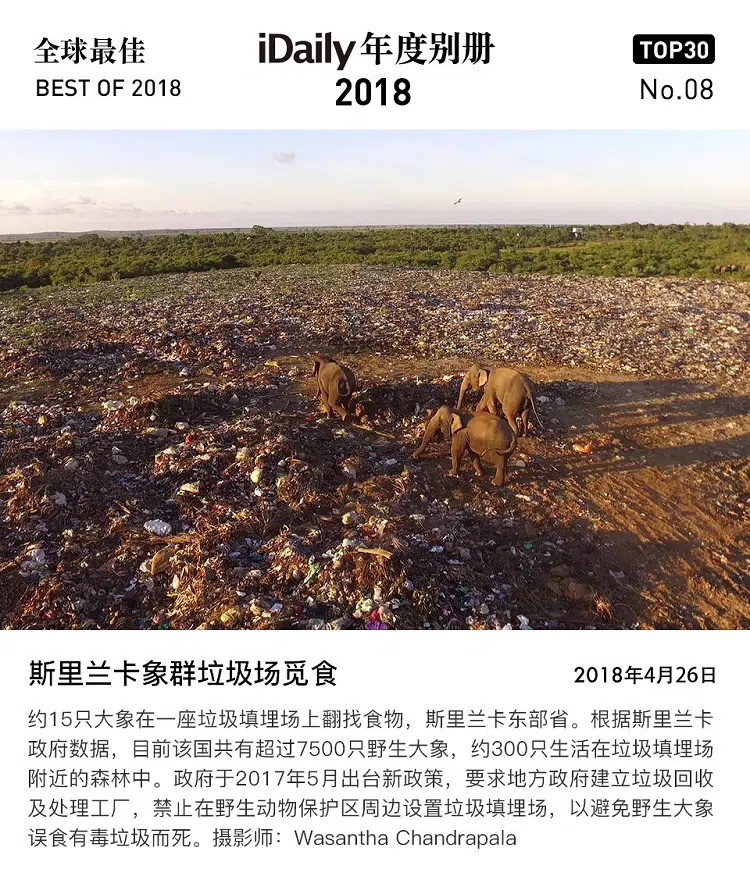 全球最佳
BEST OF 2018
iDaily 年度别册
2018
TOP30
No.08
斯里兰卡象群垃圾场觅食
2018年4月26日
约15只大象在一座垃圾填埋场上翻找食物，斯里兰卡东部省。根据斯里兰卡
政府数据，目前该国共有超过7500只野生大象，约300只生活在垃圾填埋场
附近的森林中。政府于2017年5月出台新政策，要求地方政府建立垃圾回收
及处理工厂，禁止在野生动物保护区周边设置垃圾填埋场，以避免野生大象
误食有毒垃圾而死。摄影师：Wasantha Chandrapala